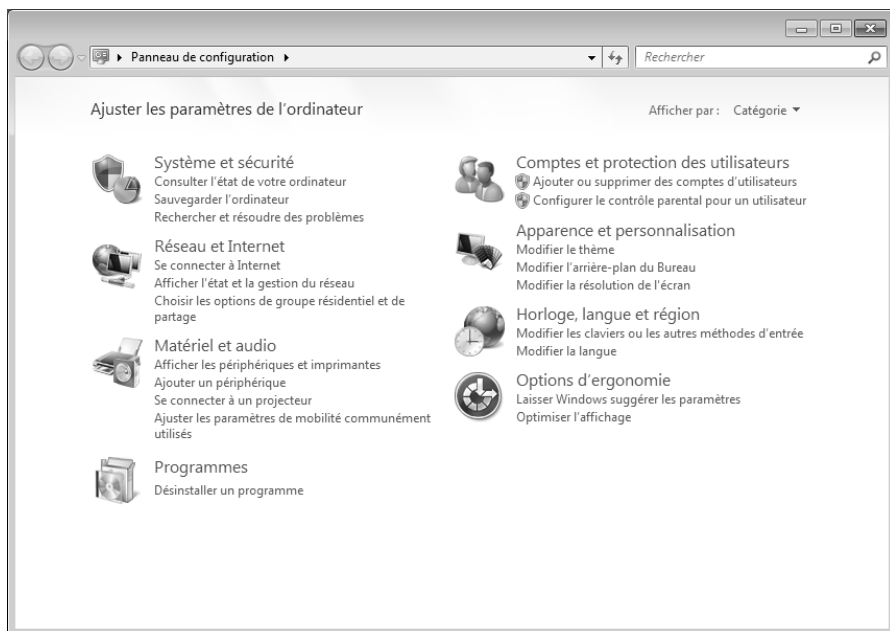 Panneau de configuration
Rechercher
Ajuster les paramètres de l'ordinateur
Afficher par : Catégorie
Système et sécurité
Consulter l'état de votre ordinateur
Sauvegarder l'ordinateur
Rechercher et résoudre des problèmes
Réseau et Internet
Se connecter à Internet
Afficher l'état et la gestion du réseau
Choisir les options de groupe résidentiel et de
partage
Matériel et audio
Afficher les périphériques et imprimantes
Ajouter un périphérique
Se connecter à un projecteur
Ajuster les paramètres de mobilité communément
utilisés
Programmes
Désinstaller un programme
Comptes et protection des utilisateurs
Ajouter ou supprimer des comptes d'utilisateurs
Configurer le contrôle parental pour un utilisateur
Apparence et personnalisation
Modifier le thème
Modifier l'arrière-plan du Bureau
Modifier la résolution de l'écran
Horloge, langue et région
Modifier les claviers ou les autres méthodes d'entrée
Modifier la langue
Options d'ergonomie
Laisser Windows suggérer les paramètres
Optimiser l'affichage